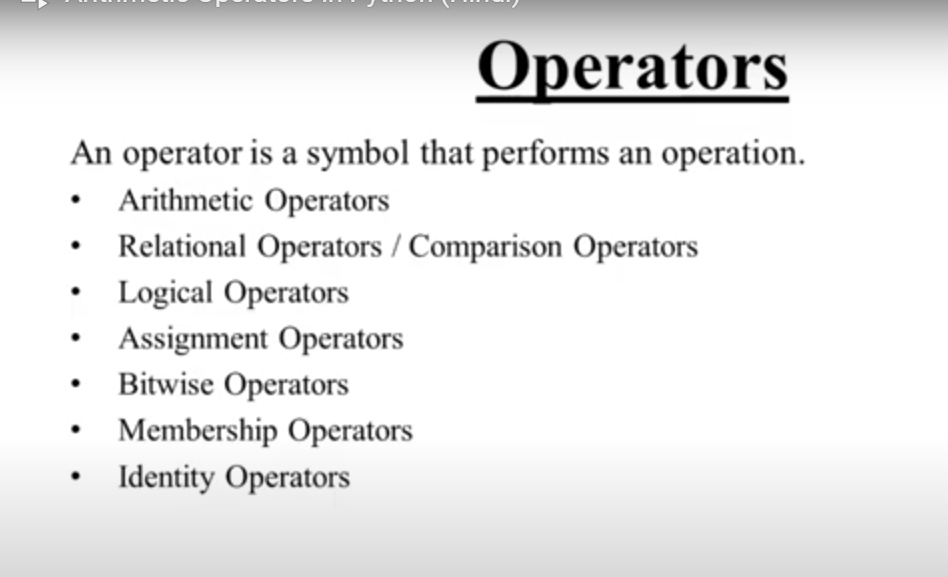 Arithmetic Operators in Python (Hindi)
Operators
An operator is a symbol that performs an operation.
• Arithmetic Operators
• Relational Operators / Comparison Operators
• Logical Operators
• Assignment Operators
• Bitwise Operators
• Membership Operators
• Identity Operators